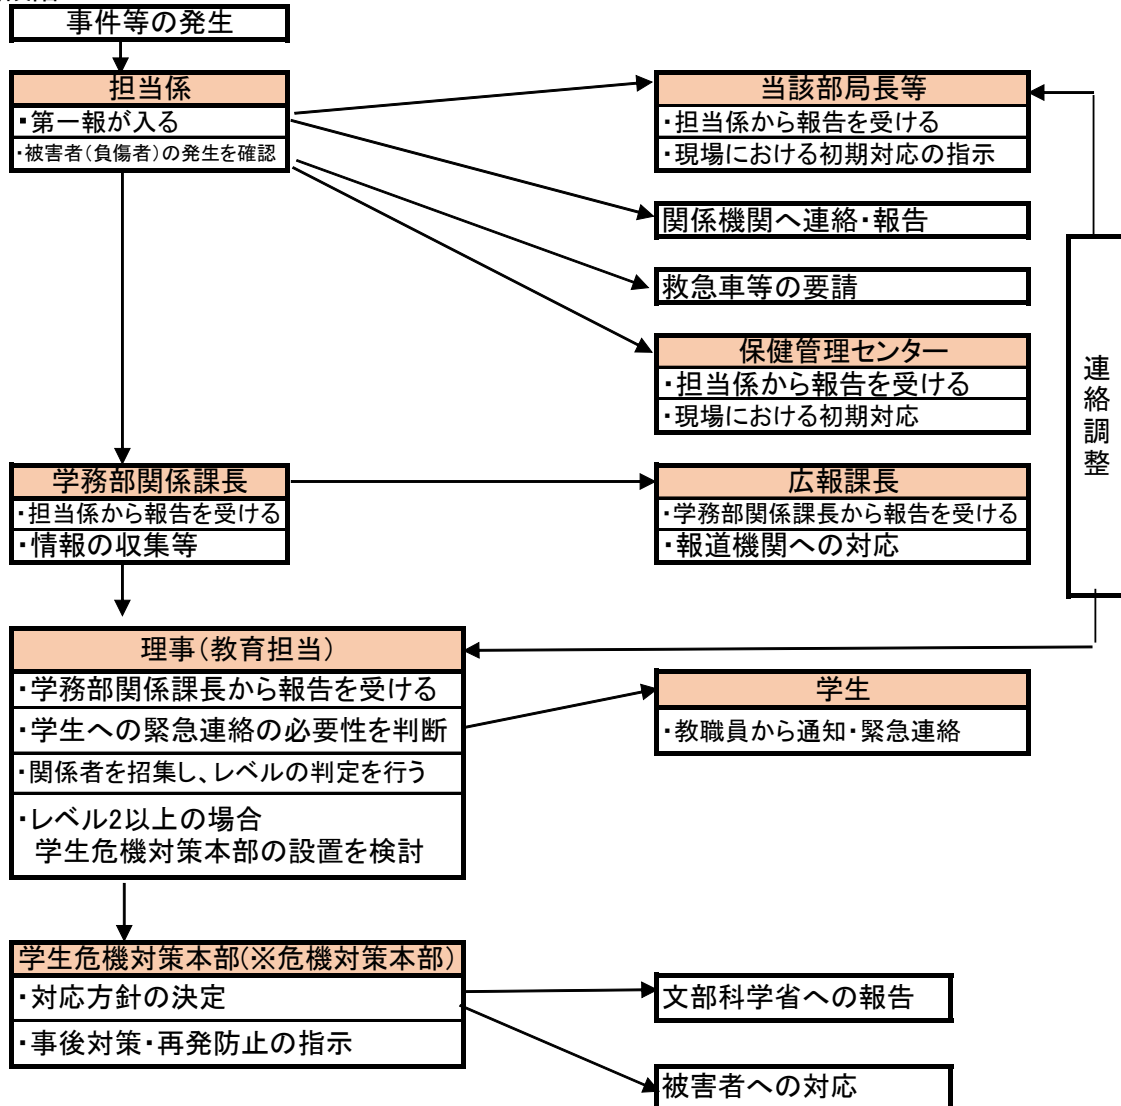 事件等の発生
担当係
・第一報が入る
・被害者(負傷者)の発生を確認
当該部局長等
・担当係から報告を受ける
・現場における初期対応の指示
関係機関へ連絡・報告
救急車等の要請
保健管理センター
・担当係から報告を受ける
・現場における初期対応
連絡調整
学務部関係課長
・担当係から報告を受ける
・情報の収集等
広報課長
・学務部関係課長から報告を受ける
・報道機関への対応
理事(教育担当)
・学務部関係課長から報告を受ける
・学生への緊急連絡の必要性を判断
・関係者を招集し、レベルの判定を行う
・レベル2以上の場合
学生危機対策本部の設置を検討
学生
・教職員から通知・緊急連絡
学生危機対策本部(※危機対策本部)
・対応方針の決定
・事後対策・再発防止の指示
文部科学省への報告
被害者への対応